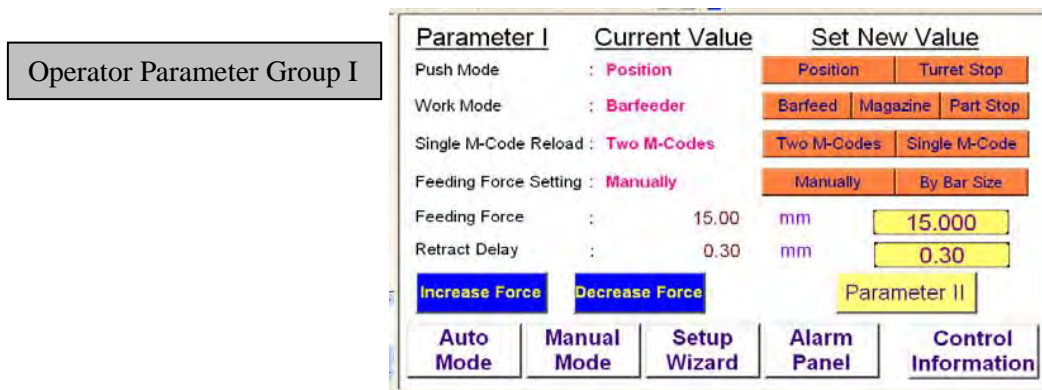 Operator Parameter Group I
Parameter I Current Value Set New Value
Push Mode : Position Position Turret Stop
Work Mode : Barfeeder Barfeed Magazine Part Stop
Single M-Code Reload : Two M-Codes Two M-Codes Single M-Code
Feeding Force Setting : Manually Manually By Bar Size
Feeding Force : 15.00 mm 15.000
Retract Delay : 0.30 mm 0.30
Increase Force Decrease Force Parameter II
Auto Manual Setup Alarm Control
Mode Mode Wizard Panel Information